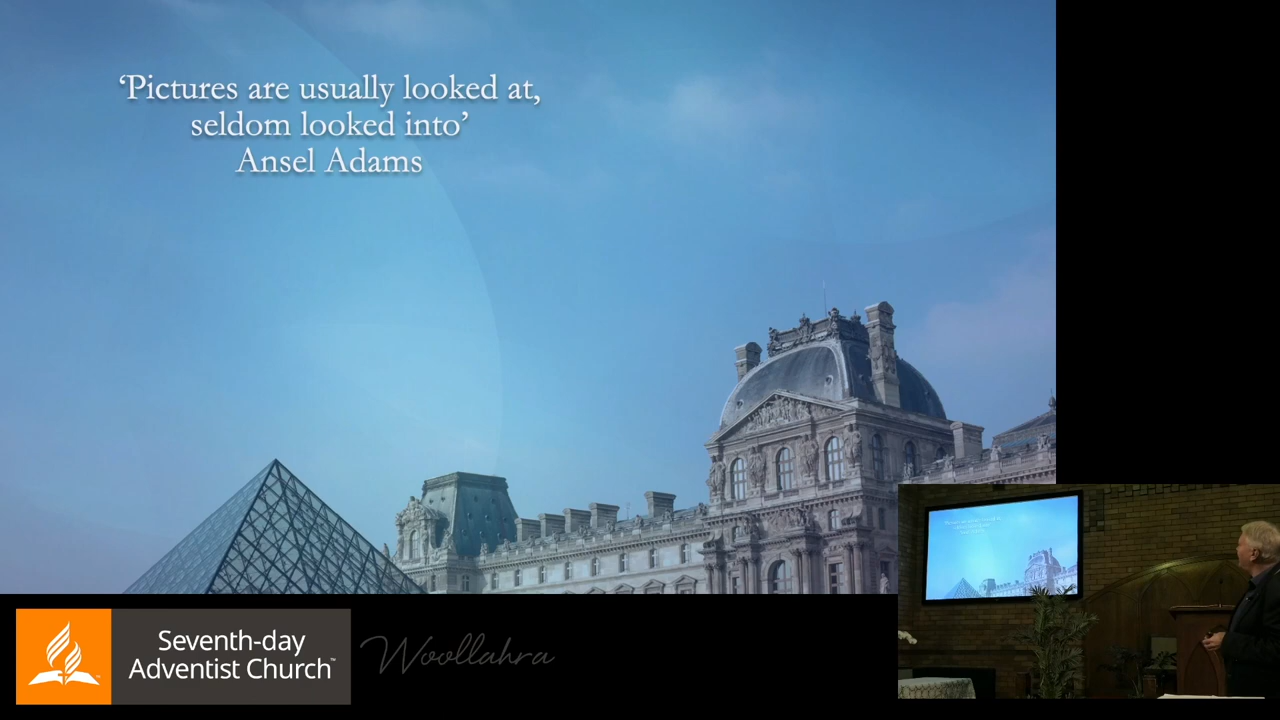 ‘Pictures are usually looked at,
seldom looked into’
Ansel Adams
Seventh-day
Adventist Church™
Woollahra